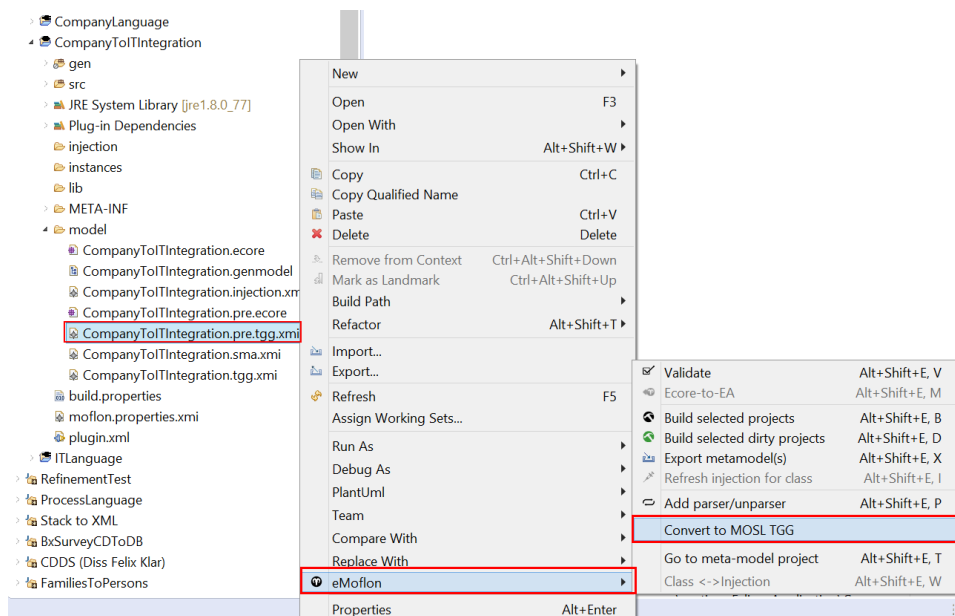 CompanyLanguage
CompanyToITIntegration
gen
src
JRE System Library [jre1.8.0_77]
Plug-in Dependencies
injection
instances
lib
META-INF
model
CompanyToITIntegration.ecore
CompanyToITIntegration.genmodel
CompanyToITIntegration.injection.xm
CompanyToITIntegration.pre.ecore
CompanyToITIntegration.pre.tgg.xmi
CompanyToITIntegration.sma.xmi
CompanyToITIntegration.tgg.xmi
build.properties
moflon.properties.xmi
plugin.xml
ITLanguage
RefinementTest
ProcessLanguage
Stack to XML
BxSurveyCDToDB
CDDS (Diss Felix Klar)
FamiliesToPersons
New
Open F3
Open With
Show In Alt+Shift+W
Copy Ctrl+C
Copy Qualified Name
Paste Ctrl+V
Delete Delete
Remove from Context Ctrl+Alt+Shift+Down
Mark as Landmark Ctrl+Alt+Shift+Up
Build Path
Refactor Alt+Shift+T
Import...
Export...
Refresh F5
Assign Working Sets...
Run As
Debug As
PlantUml
Team
Compare With
Replace With
eMoflon
Properties Alt+Enter
Validate Alt+Shift+E, V
Ecore-to-EA Alt+Shift+E, M
Build selected projects Alt+Shift+E, B
Build selected dirty projects Alt+Shift+E, D
Export metamodel(s) Alt+Shift+E, X
Refresh injection for class Alt+Shift+E, I
Add parser/unparser Alt+Shift+E, P
Convert to MOSL TGG
Go to meta-model project Alt+Shift+E, T
Class <->Injection Alt+Shift+E, W